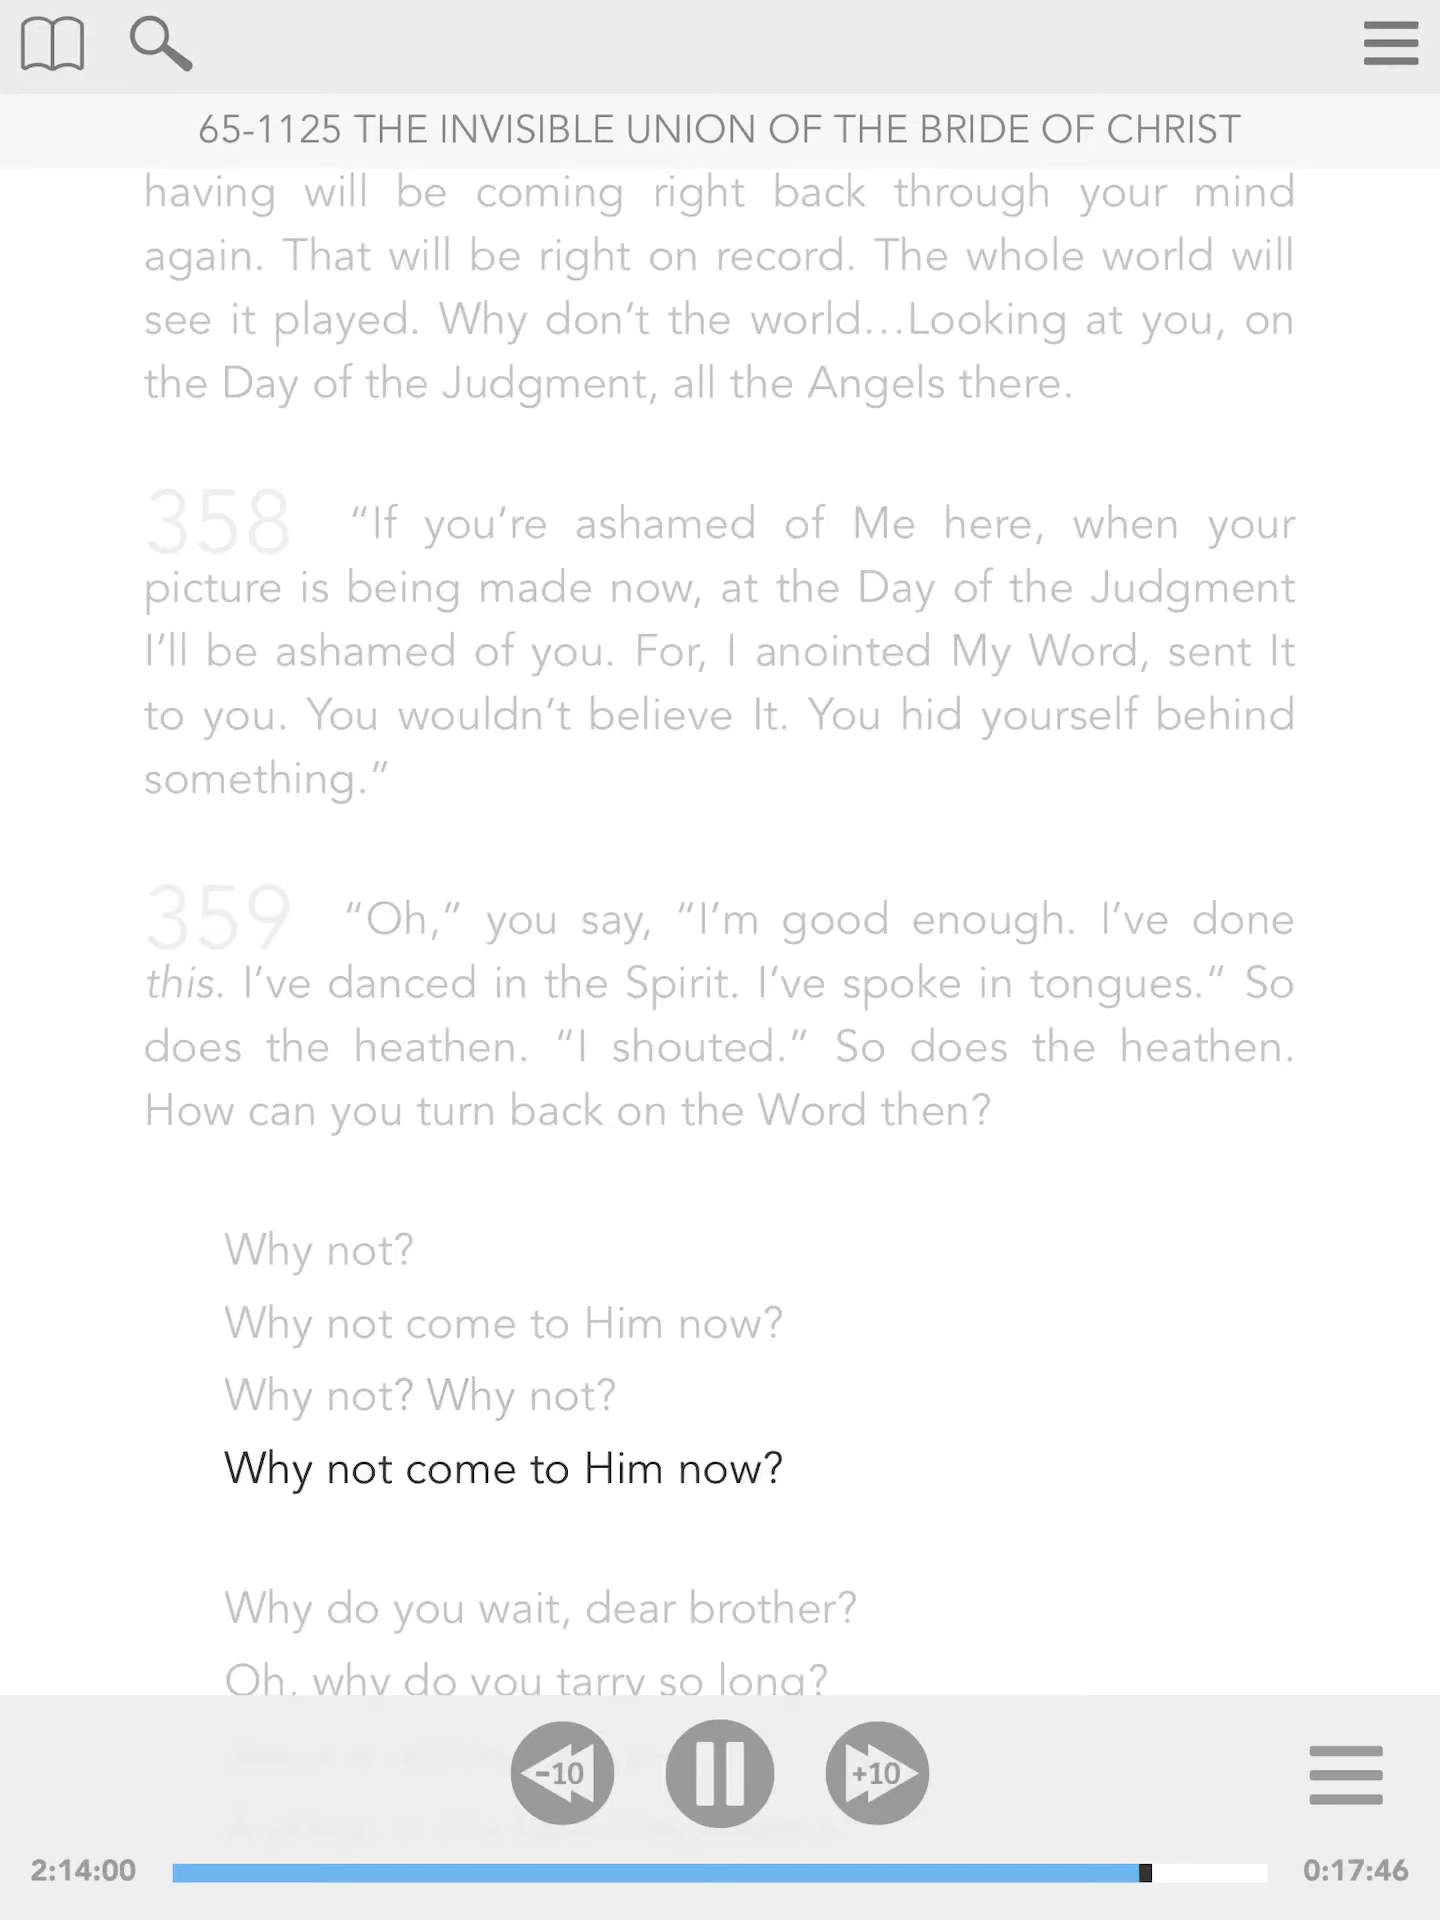 65-1125 THE INVISIBLE UNION OF THE BRIDE OF CHRIST
having will be coming right back through your mind
again. That will be right on record. The whole world will
see it played. Why don’t the world…Looking at you, on
the Day of the Judgment, all the Angels there.
358 “If you’re ashamed of Me here, when your
picture is being made now, at the Day of the Judgment
I’ll be ashamed of you. For, I anointed My Word, sent It
to you. You wouldn’t believe It. You hid yourself behind
something.”
359 “Oh,” you say, “I’m good enough. I’ve done
this. I’ve danced in the Spirit. I’ve spoke in tongues.” So
does the heathen. “I shouted.” So does the heathen.
How can you turn back on the Word then?
Why not?
Why not come to Him now?
Why not? Why not?
Why not come to Him now?
Why do you wait, dear brother?
Oh, why do you tarry so long?
-10 +10
2:14:00 0:17:46